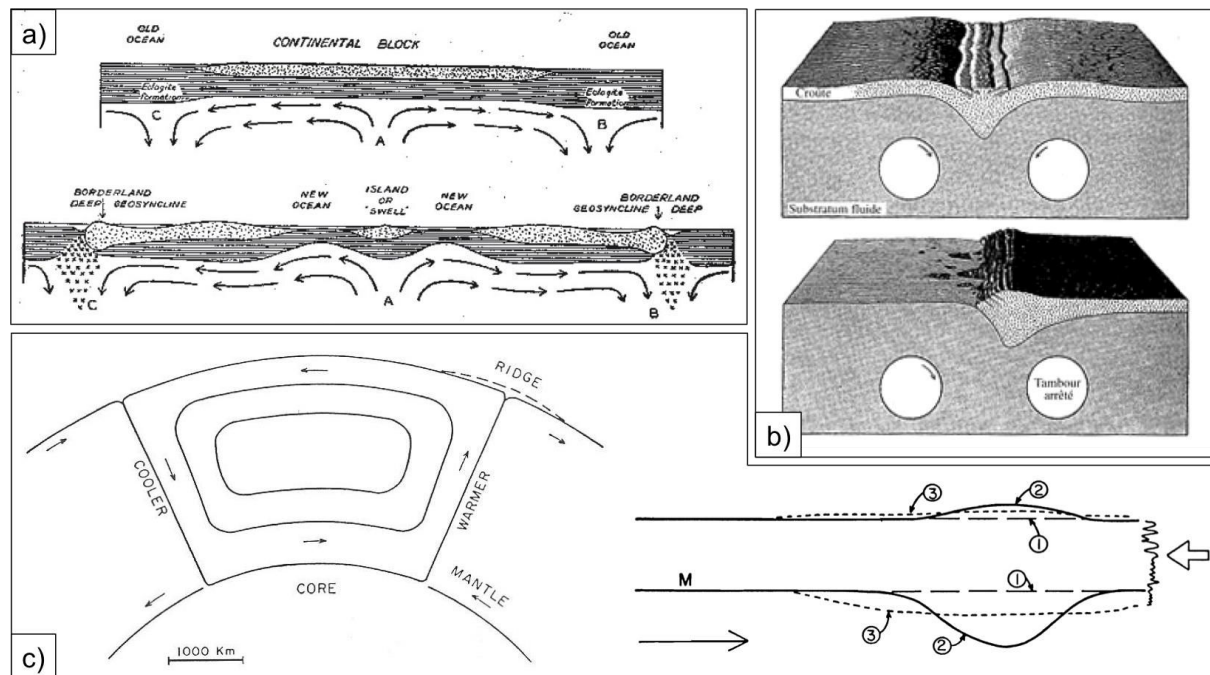 a)
OLD
OCEAN
CONTINENTAL BLOCK
OLD
OCEAN
Eclogite
Formation
C
A
Eclogite
Formation
B
BORDERLAND
DEEP GEOSYNCLINE
NEW
OCEAN
ISLAND
OR
"SWELL"
NEW
OCEAN
BORDERLAND
GEOSYNCLINE DEEP
C
A
B
b)
Croûte
Substratum fluide
Tambour
arrêté
c)
RIDGE
COOLER
WARMER
CORE
MANTLE
1000 Km
3
2
1
M
1
3
2